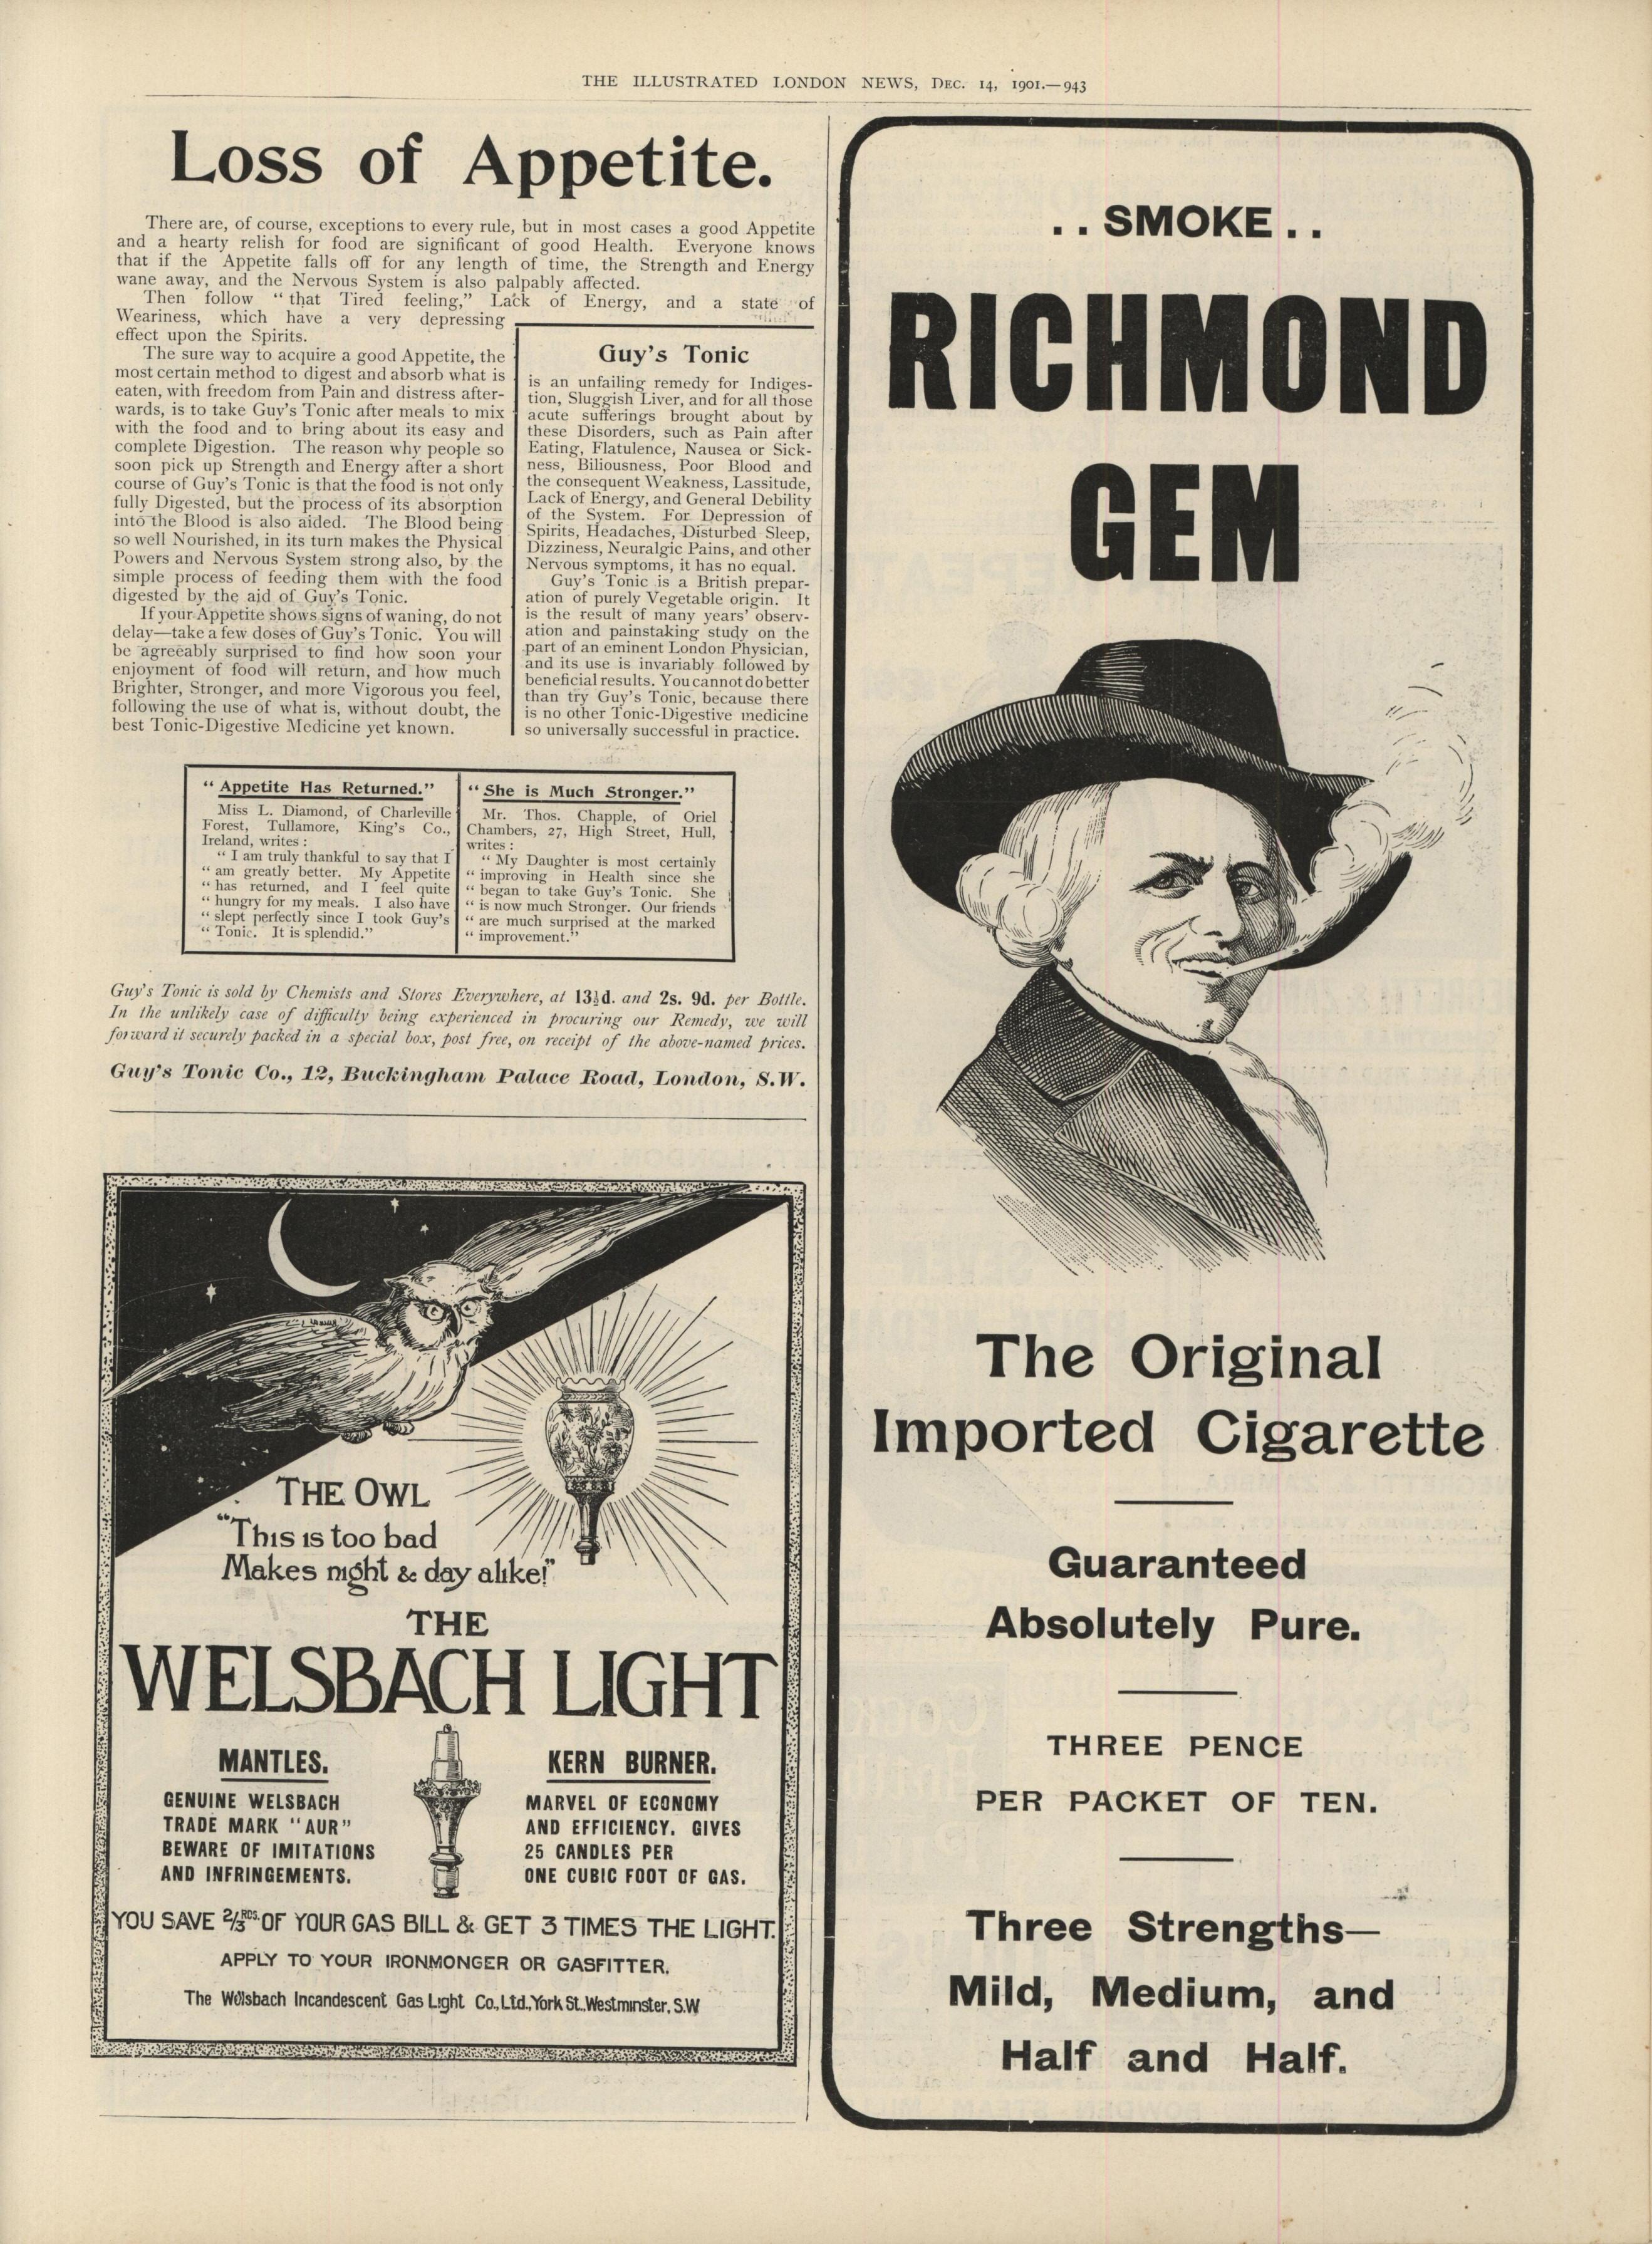 THE ILLUSTRATED LONDON NEWS, DEC. 14, 1901.—943
Loss of Appetite.
There are, of course, exceptions to every rule, but in most cases a good Appetite
and a hearty relish for food are significant of good Health. Everyone knows
that if the Appetite falls off for any length of time, the Strength and Energy
wane away, and the Nervous System is also palpably affected.
Then follow "that Tired feeling," Lack of Energy, and a state of
Weariness, which have a very depressing
effect upon the Spirits.
The sure way to acquire a good Appetite, the
most certain method to digest and absorb what is
eaten, with freedom from Pain and distress after-
wards, is to take Guy's Tonic after meals to mix
with the food and to bring about its easy and
complete Digestion. The reason why people so
soon pick up Strength and Energy after a short
course of Guy's Tonic is that the food is not only
fully Digested, but the process of its absorption
into the Blood is also aided. The Blood being
so well Nourished, in its turn makes the Physical
Powers and Nervous System strong also, by the
simple process of feeding them with the food
digested by the aid of Guy's Tonic.
If your Appetite shows signs of waning, do not
delay—take a few doses of Guy's Tonic. You will
be agreeably surprised to find how soon your
enjoyment of food will return, and how much
Brighter, Stronger, and more Vigorous you feel,
following the use of what is, without doubt, the
best Tonic-Digestive Medicine yet known.
Guy's Tonic
is an unfailing remedy for Indiges-
tion, Sluggish Liver, and for all those
acute sufferings brought about by
these Disorders, such as Pain after
Eating, Flatulence, Nausea or Sick-
ness, Biliousness, Poor Blood and
the consequent Weakness, Lassitude,
Lack of Energy, and General Debility
of the System. For Depression of
Spirits, Headaches, Disturbed Sleep,
Dizziness, Neuralgic Pains, and other
Nervous symptoms, it has no equal.
Guy's Tonic is a British prepar-
ation of purely Vegetable origin. It
is the result of many years' observ-
ation and painstaking study on the
part of an eminent London Physician,
and its use is invariably followed by
beneficial results. You cannot do better
than try Guy's Tonic, because there
is no other Tonic-Digestive medicine
so universally successful in practice.
"Appetite Has Returned."
Miss L. Diamond, of Charleville
Forest, Tullamore, King's Co.,
Ireland, writes:
"I am truly thankful to say that I
"am greatly better. My Appetite
"has returned, and I feel quite
"hungry for my meals. I also have
"slept perfectly since I took Guy's
"Tonic. It is splendid."
"She is Much Stronger."
Mr. Thos. Chapple, of Oriel
Chambers, 27, High Street, Hull,
writes:
"My Daughter is most certainly
"improving in Health since she
"began to take Guy's Tonic. She
"is now much Stronger. Our friends
"are much surprised at the marked
"improvement."
Guy's Tonic is sold by Chemists and Stores Everywhere, at 13½d. and 2s. 9d. per Bottle.
In the unlikely case of difficulty being experienced in procuring our Remedy, we will
forward it securely packed in a special box, post free, on receipt of the above-named prices.
Guy's Tonic Co., 12, Buckingham Palace Road, London, S.W.
THE OWL
"This is too bad
Makes night & day alike!"
THE
WELSBACH LIGHT
MANTLES.
GENUINE WELSBACH
TRADE MARK "AUR"
BEWARE OF IMITATIONS
AND INFRINGEMENTS.
KERN BURNER.
MARVEL OF ECONOMY
AND EFFICIENCY. GIVES
25 CANDLES PER
ONE CUBIC FOOT OF GAS.
YOU SAVE 2/3RDS. OF YOUR GAS BILL & GET 3 TIMES THE LIGHT.
APPLY TO YOUR IRONMONGER OR GASFITTER.
The Welsbach Incandescent Gas Light Co., Ltd., York St., Westminster, S.W
..SMOKE..
RICHMOND
GEM
The Original
Imported Cigarette
Guaranteed
Absolutely Pure.
THREE PENCE
PER PACKET OF TEN.
Three Strengths—
Mild, Medium, and
Half and Half.